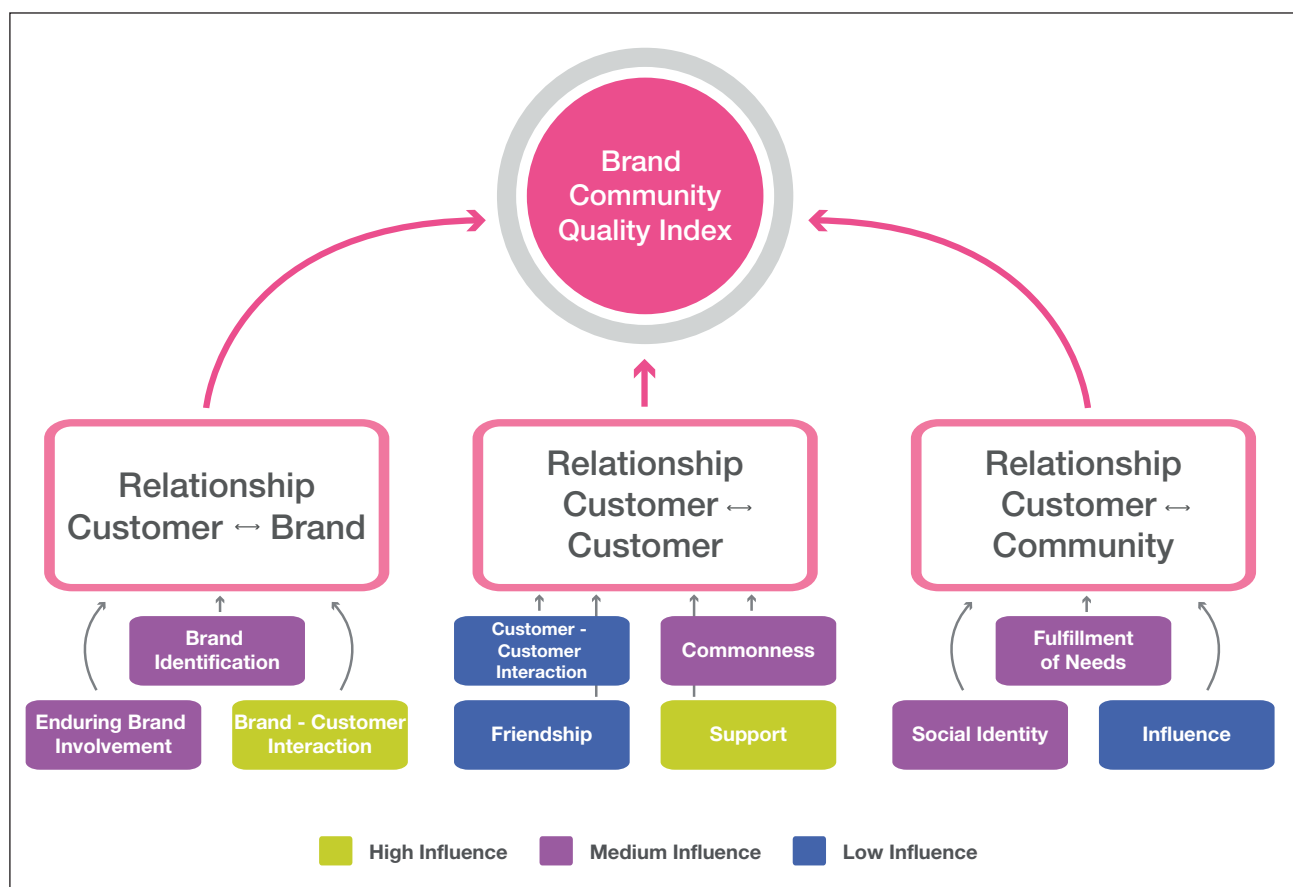 Brand
Community
Quality Index
Relationship
Customer ↔ Brand
Relationship
Customer ↔
Customer
Relationship
Customer ↔
Community
Brand
Identification
Enduring Brand
Involvement
Brand - Customer
Interaction
Customer -
Customer
Interaction
Commonness
Friendship
Support
Fulfillment
of Needs
Social Identity
Influence
High Influence
Medium Influence
Low Influence